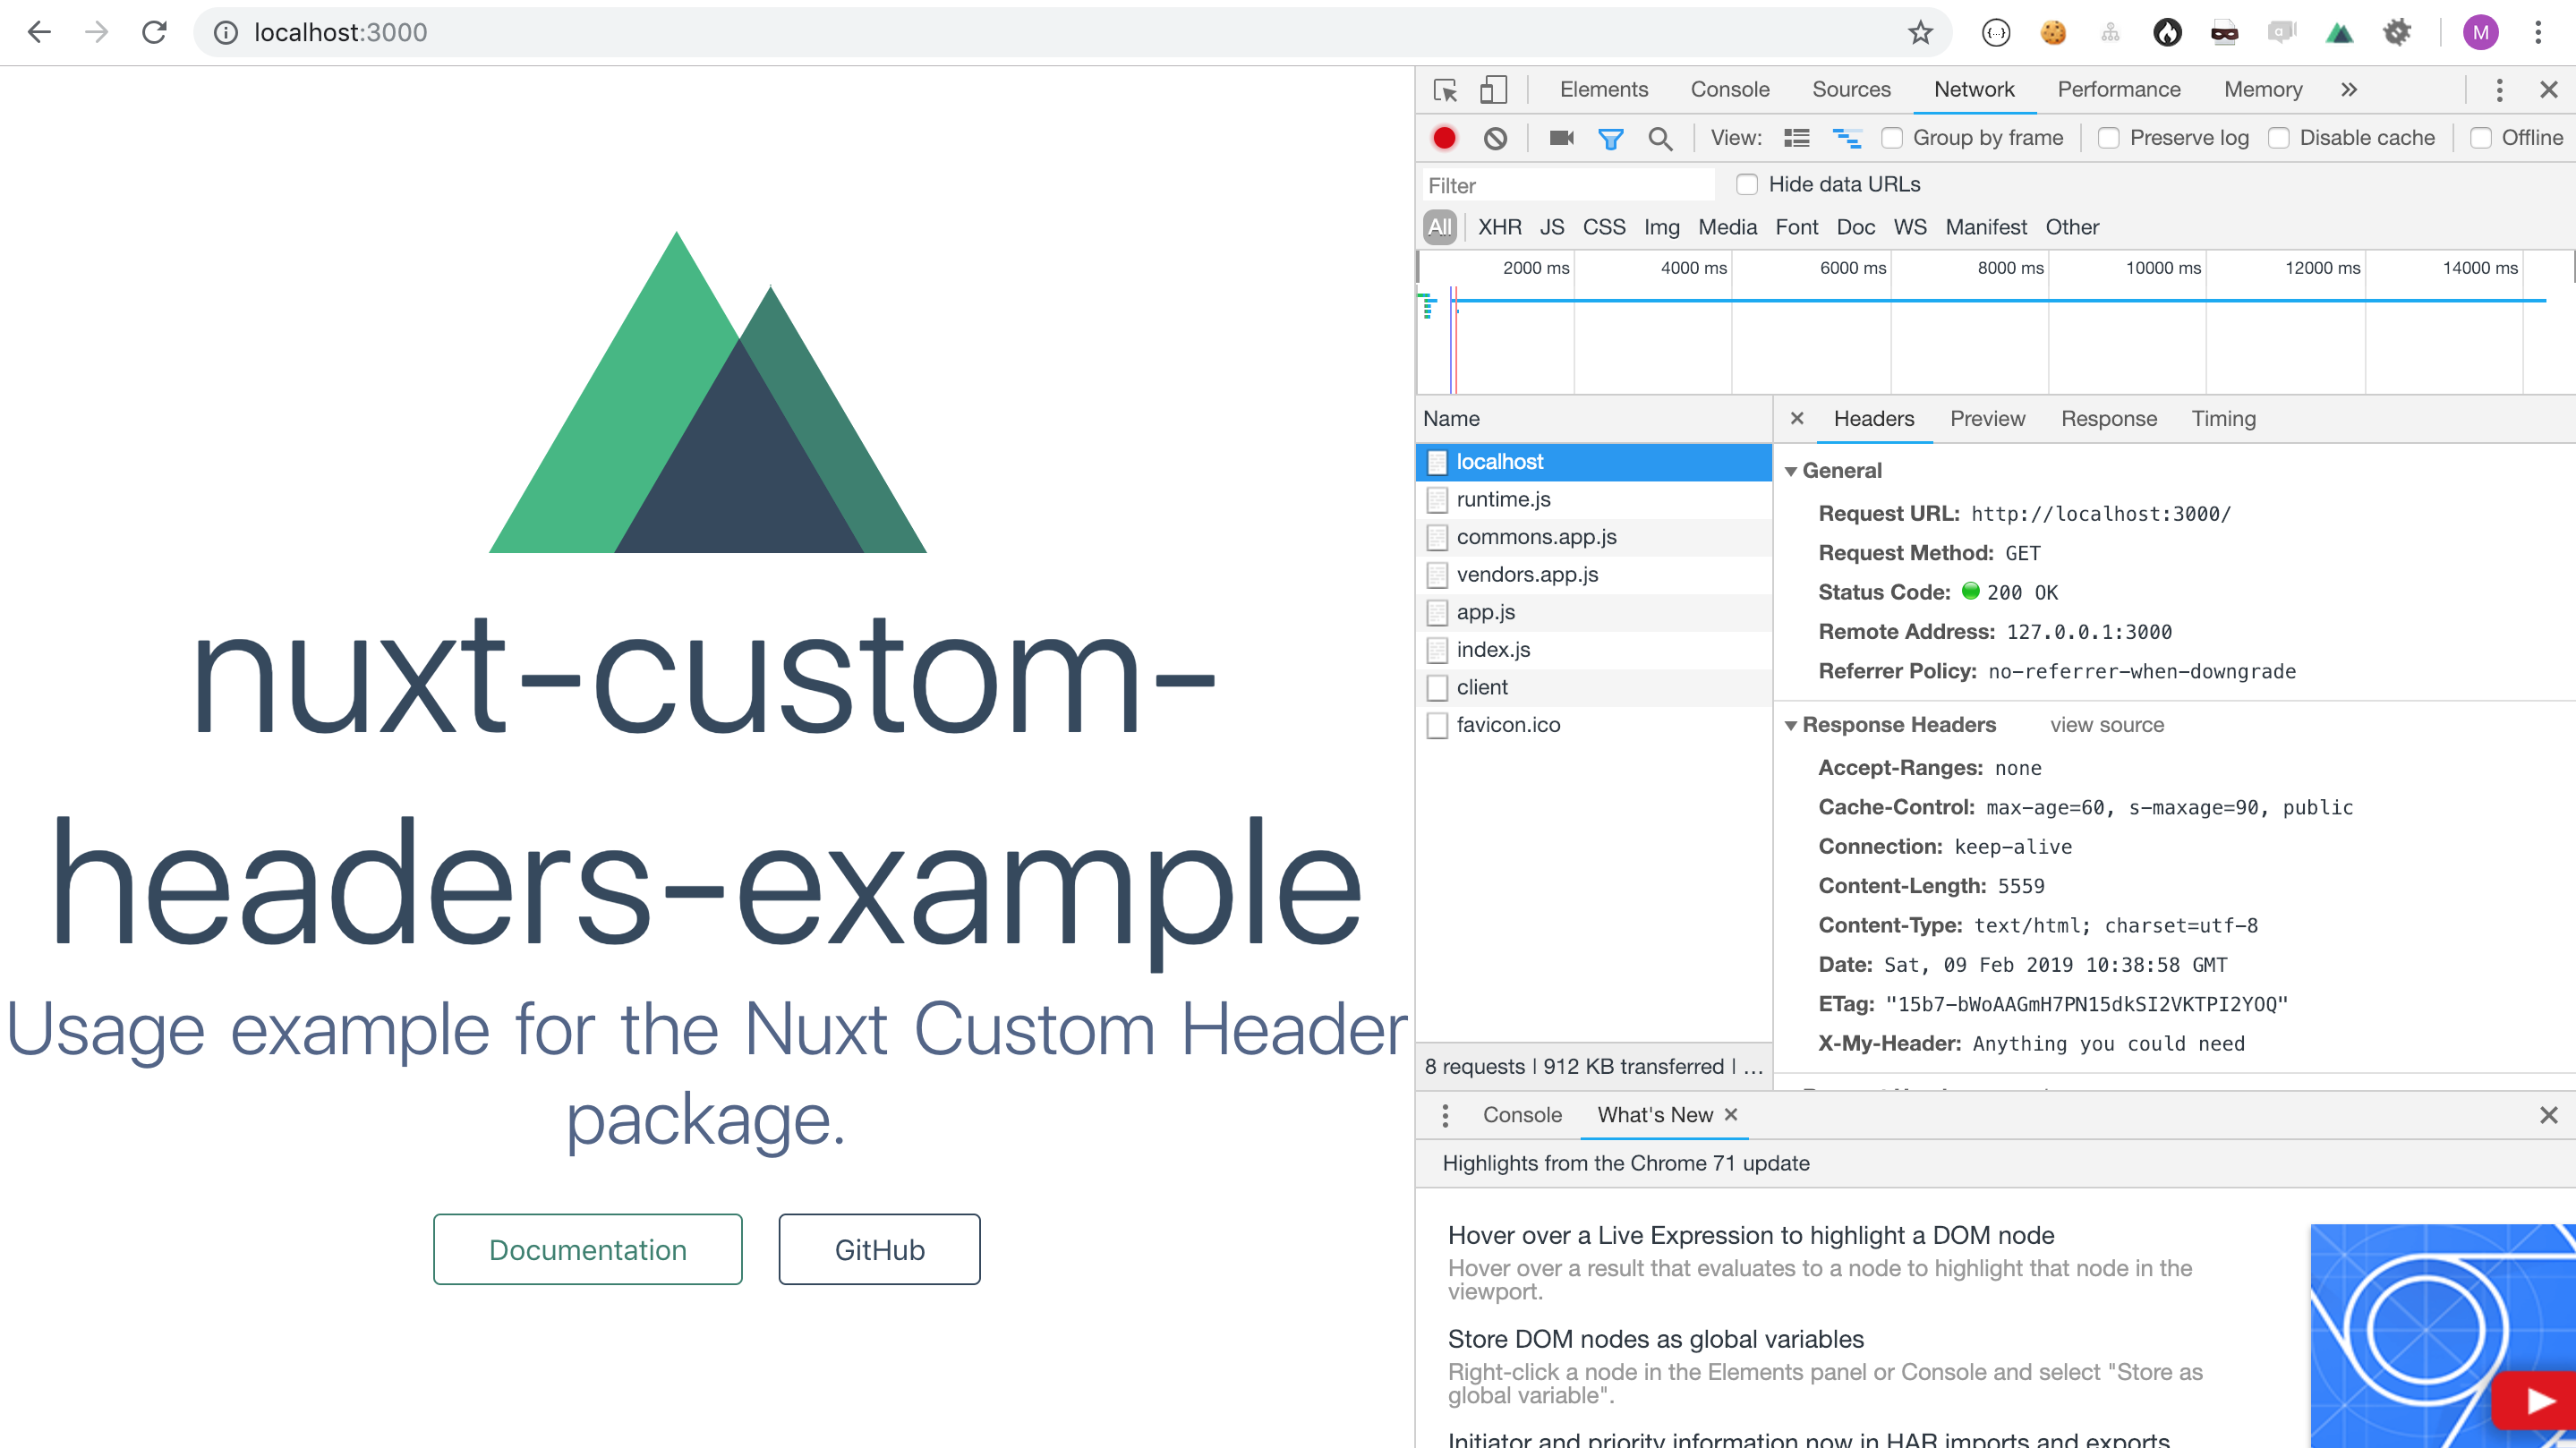 localhost:3000
M
Elements Console Sources Network Performance Memory »
View: Group by frame Preserve log Disable cache Offline
Filter Hide data URLs
All XHR JS CSS Img Media Font Doc WS Manifest Other
2000 ms 4000 ms 6000 ms 8000 ms 10000 ms 12000 ms 14000 ms
nuxt-custom-
headers-example
Usage example for the Nuxt Custom Header
package.
Documentation GitHub
Name
localhost
runtime.js
commons.app.js
vendors.app.js
app.js
index.js
client
favicon.ico
8 requests | 912 KB transferred | …
× Headers Preview Response Timing
General
Request URL: http://localhost:3000/
Request Method: GET
Status Code: 200 OK
Remote Address: 127.0.0.1:3000
Referrer Policy: no-referrer-when-downgrade
Response Headers view source
Accept-Ranges: none
Cache-Control: max-age=60, s-maxage=90, public
Connection: keep-alive
Content-Length: 5559
Content-Type: text/html; charset=utf-8
Date: Sat, 09 Feb 2019 10:38:58 GMT
ETag: "15b7-bWoAAGmH7PN15dkSI2VKTPI2YOQ"
X-My-Header: Anything you could need
Console What's New ×
Highlights from the Chrome 71 update
Hover over a Live Expression to highlight a DOM node
Hover over a result that evaluates to a node to highlight that node in the
viewport.
Store DOM nodes as global variables
Right-click a node in the Elements panel or Console and select "Store as
global variable".
Initiator and priority information now in HAR imports and exports